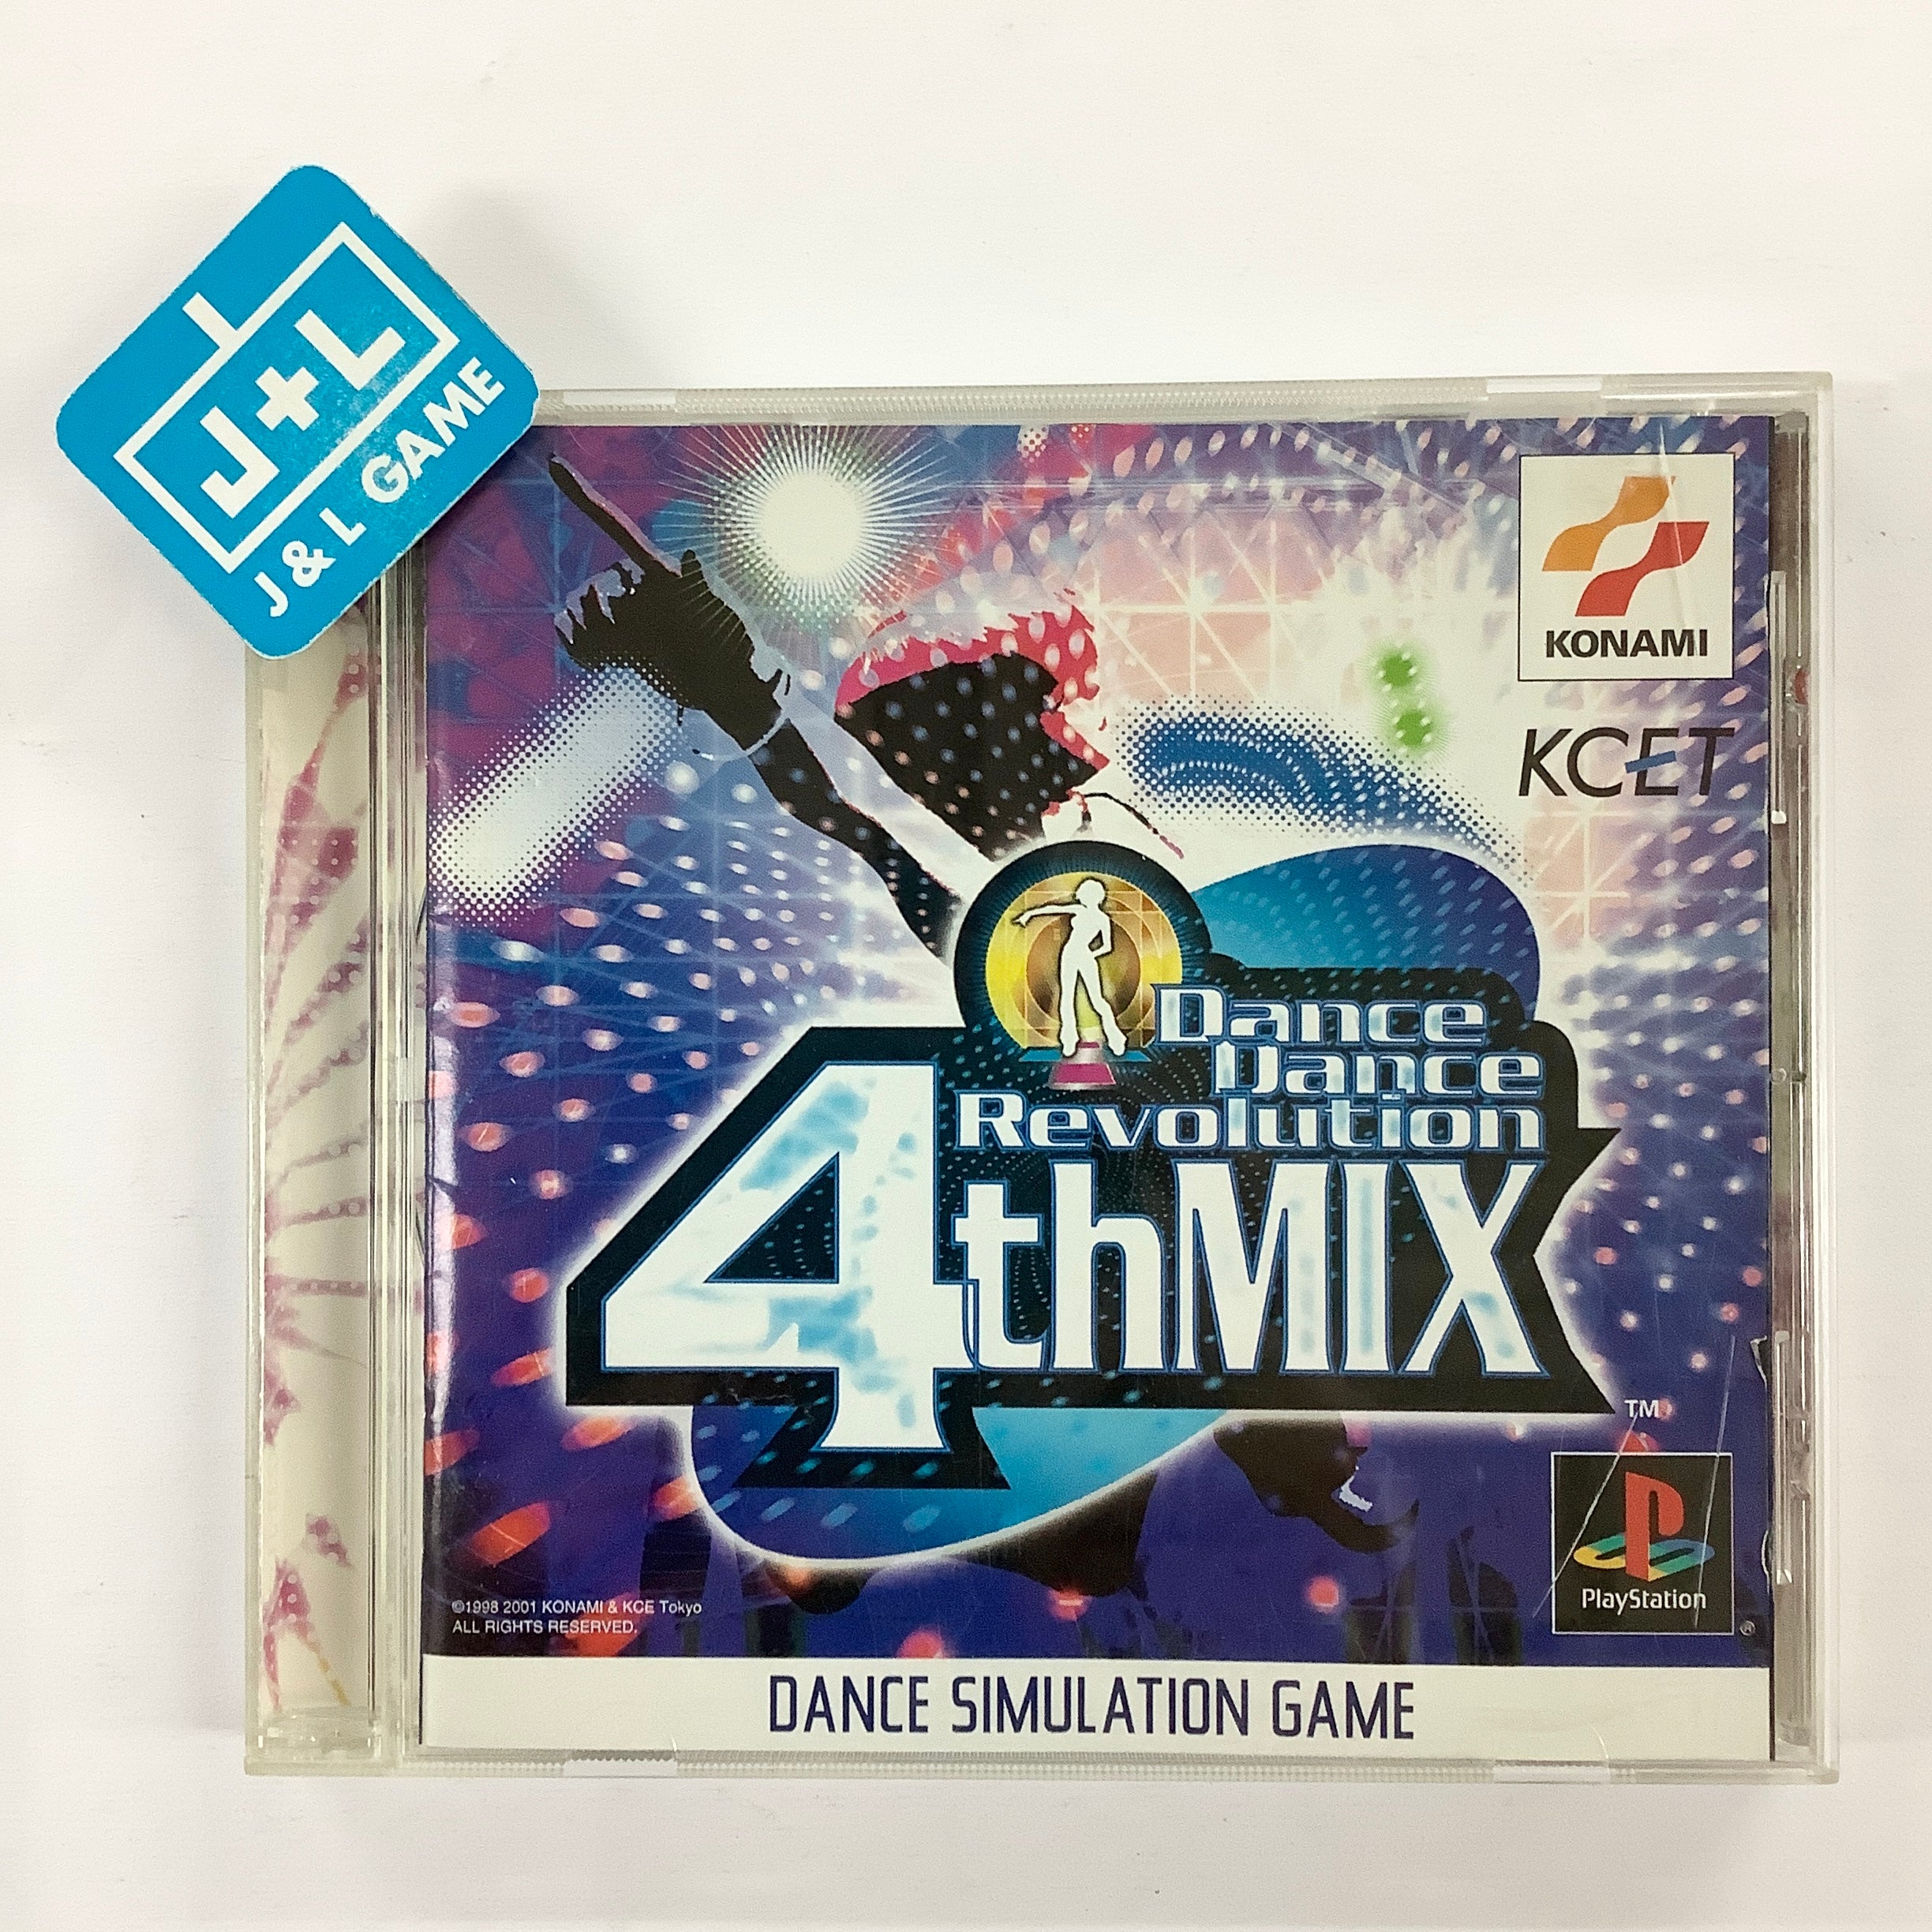 J+L
J & L GAME
KONAMI
KCET
Dance
Dance
Revolution
4thMIX
TM
PlayStation
®
©1998 2001 KONAMI & KCE Tokyo
ALL RIGHTS RESERVED.
DANCE SIMULATION GAME